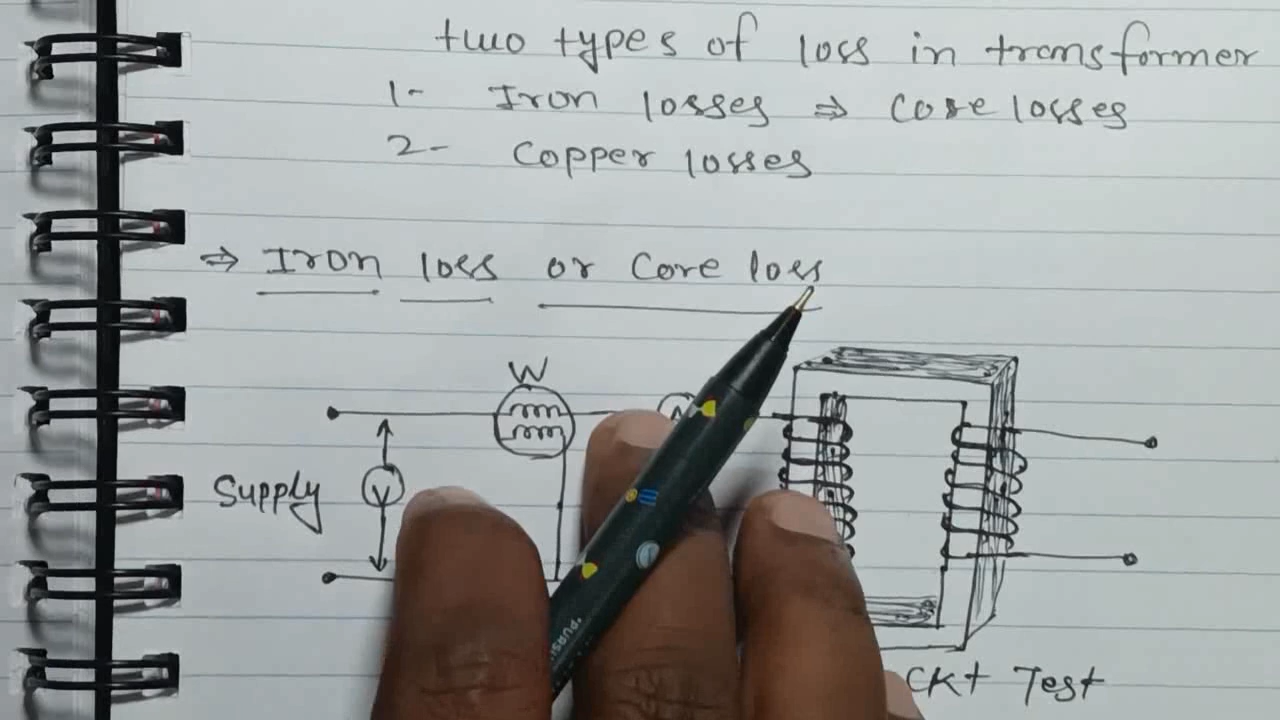 two types of loss in transformer
1- Iron losses ⇒ Core losses
2- Copper losses
⇒ Iron loss or Core loss
W
A
Supply
V
CKt Test